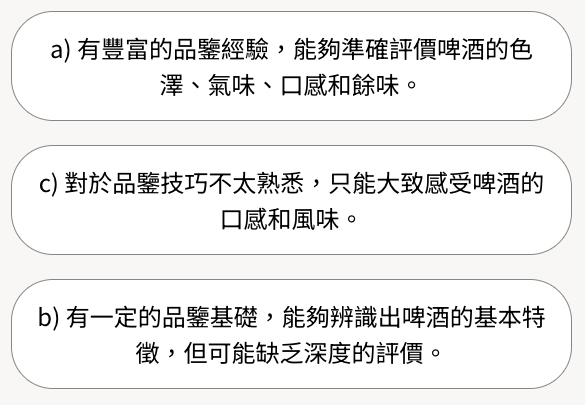 a) 有豐富的品鑒經驗，能夠準確評價啤酒的色
澤、氣味、口感和餘味。
c) 對於品鑒技巧不太熟悉，只能大致感受啤酒的
口感和風味。
b) 有一定的品鑒基礎，能夠辨識出啤酒的基本特
徵，但可能缺乏深度的評價。